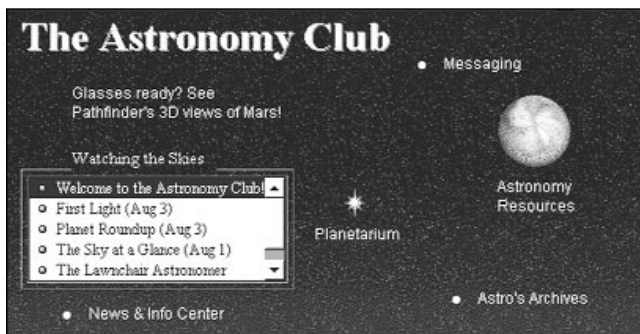 The Astronomy Club
Messaging
Glasses ready? See
Pathfinder's 3D views of Mars!
Watching the Skies
Welcome to the Astronomy Club!
First Light (Aug 3)
Planet Roundup (Aug 3)
The Sky at a Glance (Aug 1)
The Lawnchair Astronomer
Astronomy
Resources
Planetarium
News & Info Center
Astro's Archives